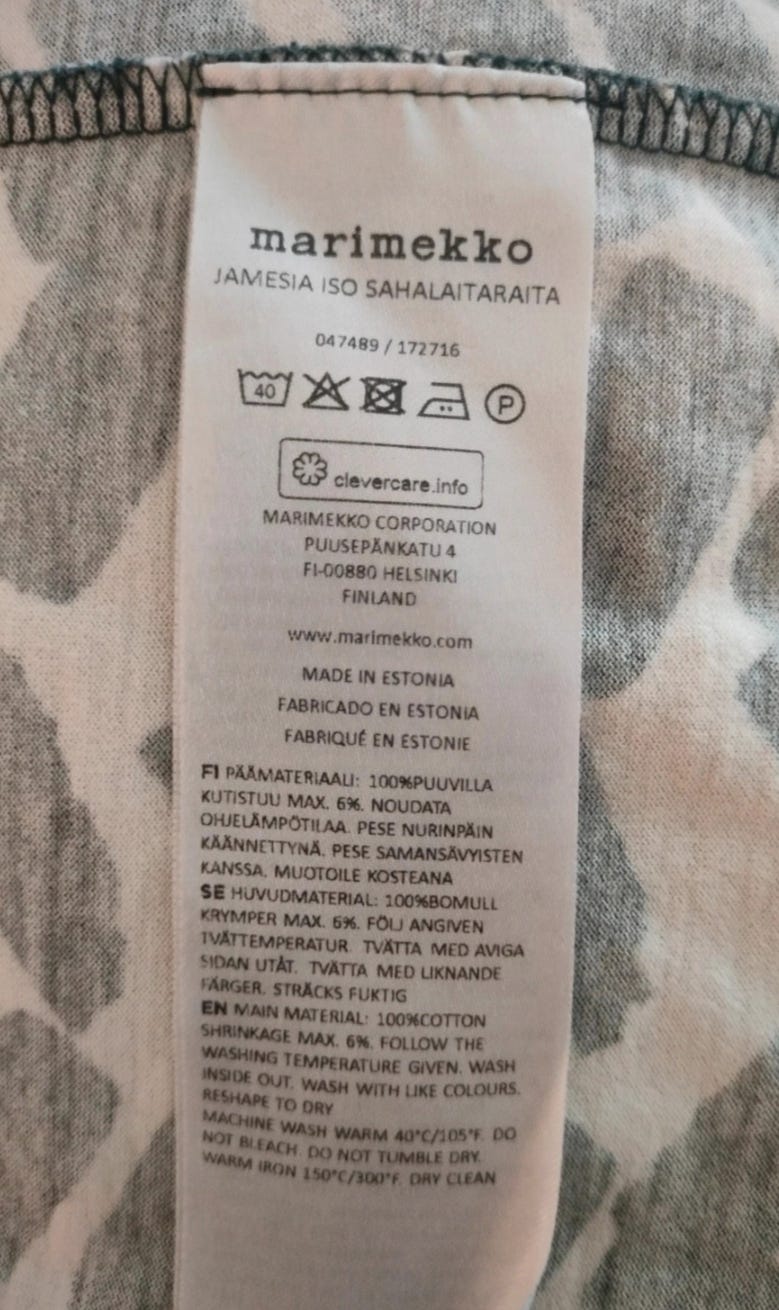 marimekko
JAMESIA ISO SAHALAITARAITA
047489 / 172716
40 P
clevercare.info
MARIMEKKO CORPORATION
PUUSEPÄNKATU 4
FI-00880 HELSINKI
FINLAND
www.marimekko.com
MADE IN ESTONIA
FABRICADO EN ESTONIA
FABRIQUÉ EN ESTONIE
FI PÄÄMATERIAALI: 100%PUUVILLA
KUTISTUU MAX. 6%. NOUDATA
OHJELÄMPÖTILAA. PESE NURINPÄIN
KÄÄNNETTYNÄ. PESE SAMANSÄVYISTEN
KANSSA. MUOTOILE KOSTEANA
SE HUVUDMATERIAL: 100%BOMULL
KRYMPER MAX. 6%. FÖLJ ANGIVEN
TVÄTTEMPERATUR. TVÄTTA MED AVIGA
SIDAN UTÅT. TVÄTTA MED LIKNANDE
FÄRGER. STRÄCKS FUKTIG
EN MAIN MATERIAL: 100%COTTON
SHRINKAGE MAX. 6%. FOLLOW THE
WASHING TEMPERATURE GIVEN. WASH
INSIDE OUT. WASH WITH LIKE COLOURS.
RESHAPE TO DRY
MACHINE WASH WARM 40°C/105°F. DO
NOT BLEACH. DO NOT TUMBLE DRY.
WARM IRON 150°C/300°F. DRY CLEAN